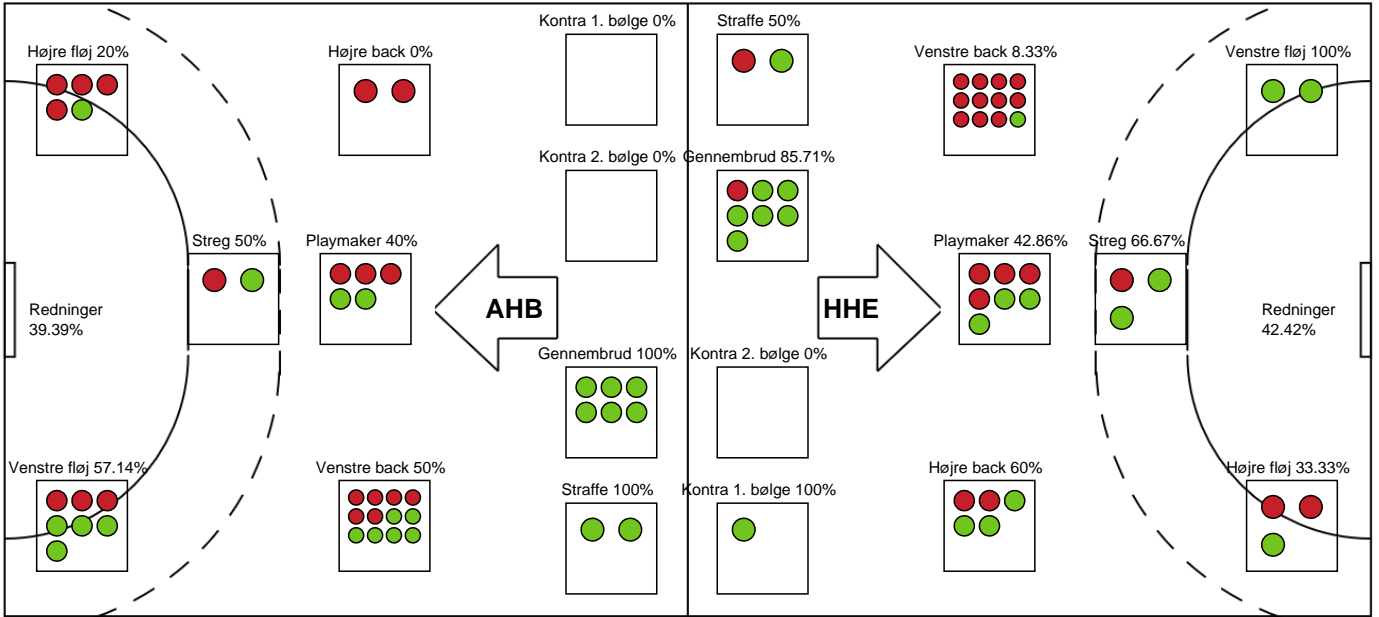 Kontra 1. bølge 0%
Straffe 50%
Højre fløj 20%
Højre back 0%
Venstre back 8.33%
Venstre fløj 100%
Kontra 2. bølge 0%
Gennembrud 85.71%
Streg 50%
Playmaker 40%
Playmaker 42.86%
Streg 66.67%
Redninger
39.39%
AHB
HHE
Redninger
42.42%
Gennembrud 100%
Kontra 2. bølge 0%
Venstre fløj 57.14%
Venstre back 50%
Højre back 60%
Højre fløj 33.33%
Straffe 100%
Kontra 1. bølge 100%